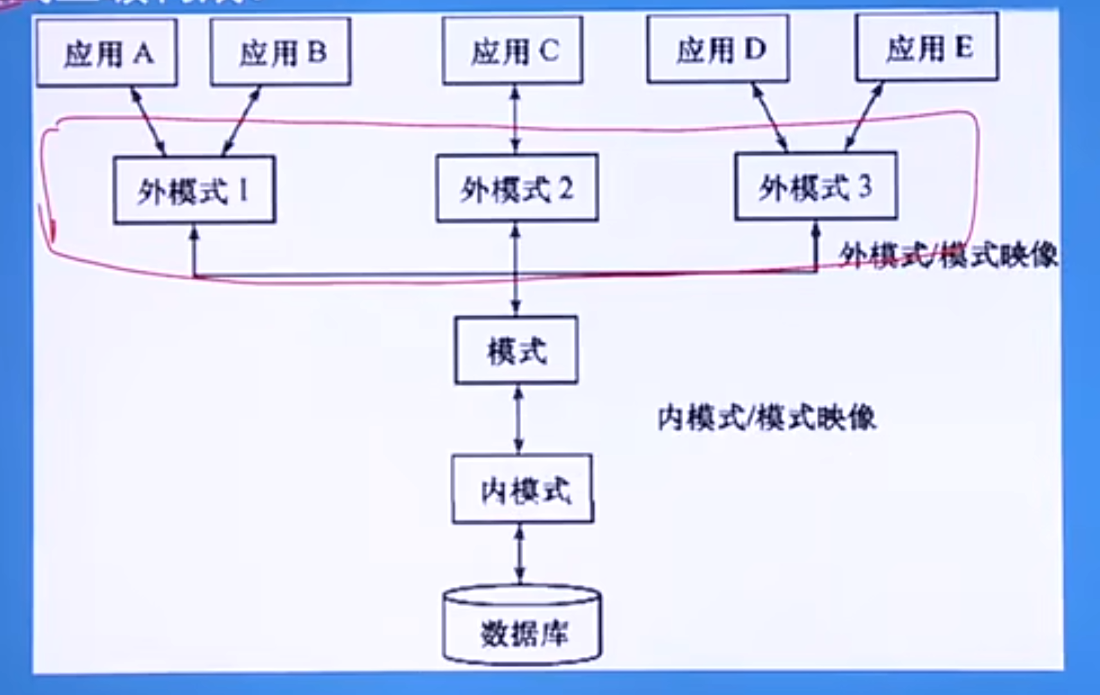 应用 A
应用 B
应用 C
应用 D
应用 E
外模式 1
外模式 2
外模式 3
外模式/模式映像
模式
内模式/模式映像
内模式
数据库